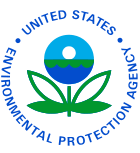 UNITED STATES
ENVIRONMENTAL PROTECTION AGENCY